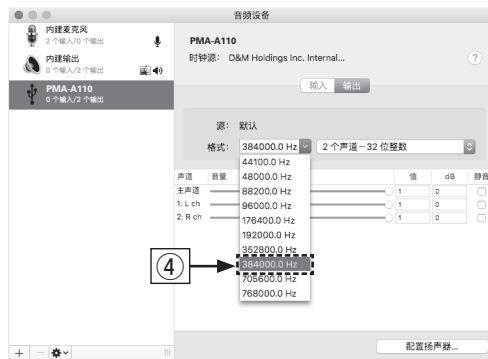 音频设备
内建麦克风
2 个输入/0 个输出
内建输出
0 个输入/2 个输出
PMA-A110
0 个输入/2 个输出
PMA-A110
时钟源： D&M Holdings Inc. Internal...
?
输入 输出
源： 默认
格式： 384000.0 Hz 2 个声道－32 位整数
44100.0 Hz
48000.0 Hz
88200.0 Hz
96000.0 Hz
176400.0 Hz
192000.0 Hz
352800.0 Hz
384000.0 Hz
705600.0 Hz
768000.0 Hz
声道 音量 值 dB 静音
主声道 1 0
1: L ch 1 0
2: R ch 1 0
④
+ −
配置扬声器...